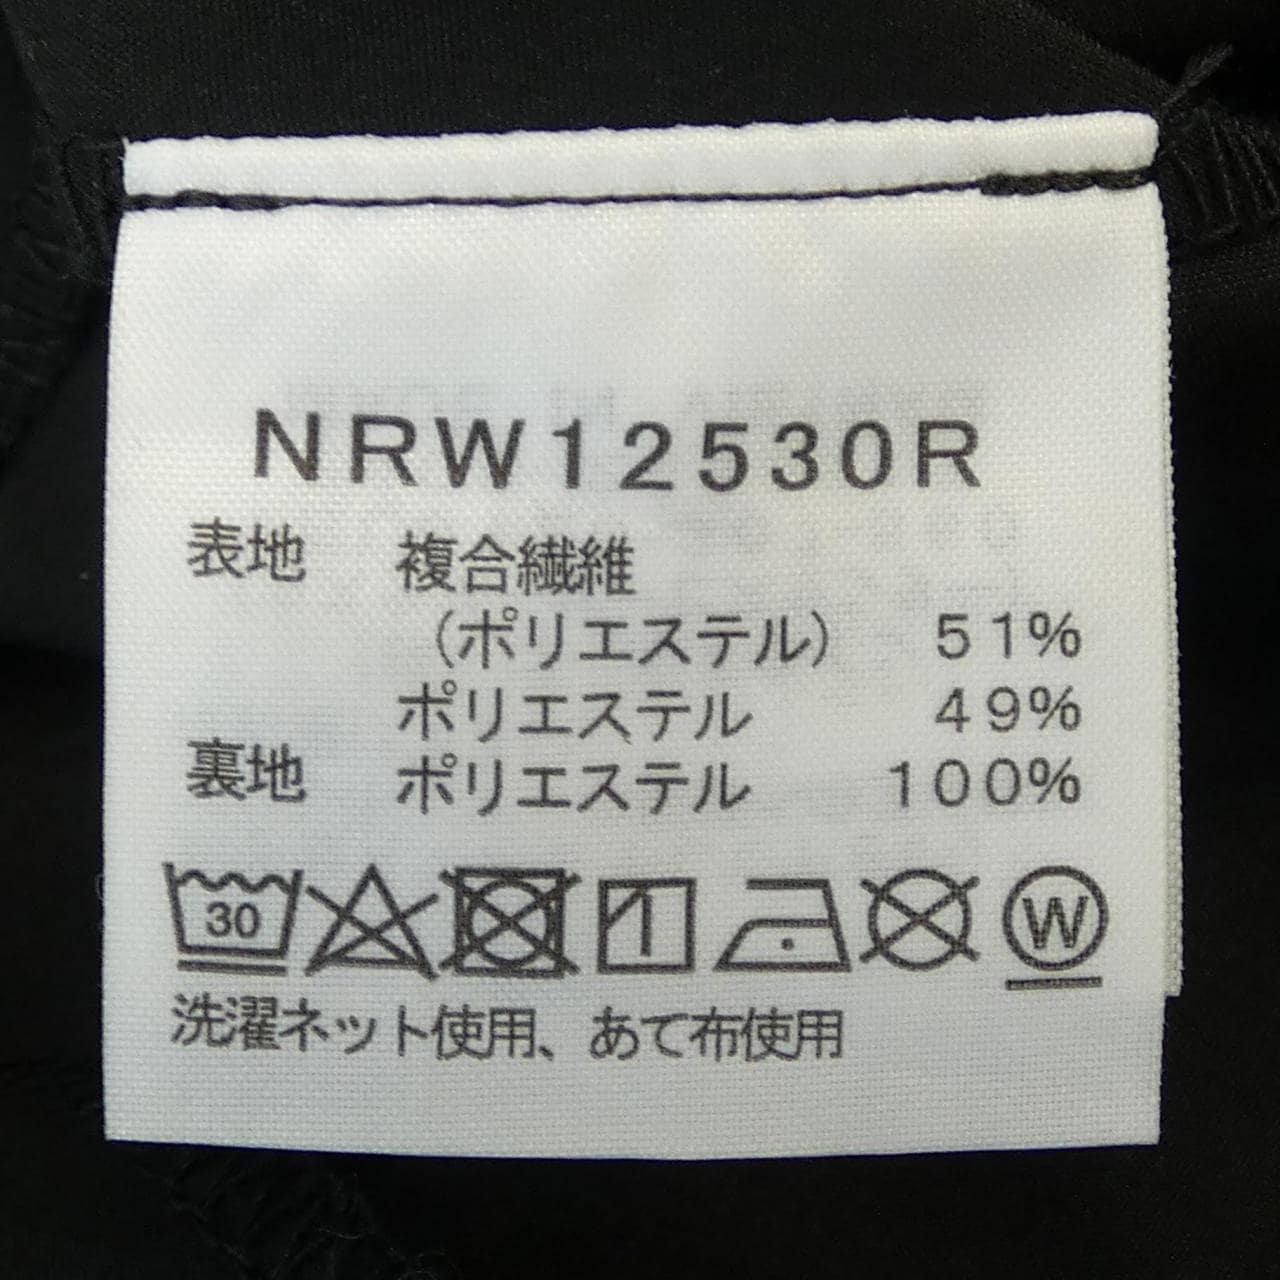 NRW12530R
表地 複合繊維
(ポリエステル) 51%
ポリエステル 49%
裏地 ポリエステル 100%
30 W
洗濯ネット使用、あて布使用